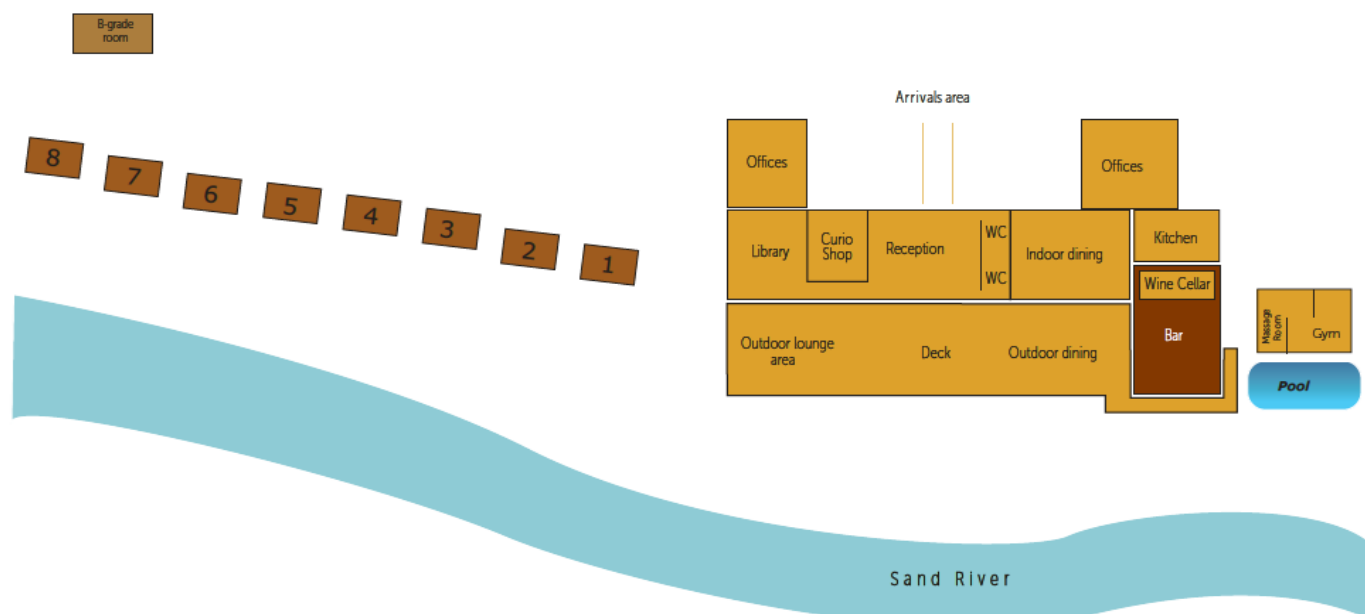 B-grade
room
Arrivals area
8
7
6
5
4
3
2
1
Offices
Offices
Library
Curio
Shop
Reception
WC
WC
Indoor dining
Kitchen
Wine Cellar
Bar
Massage
Room
Gym
Outdoor lounge
area
Deck
Outdoor dining
Pool
Sand River